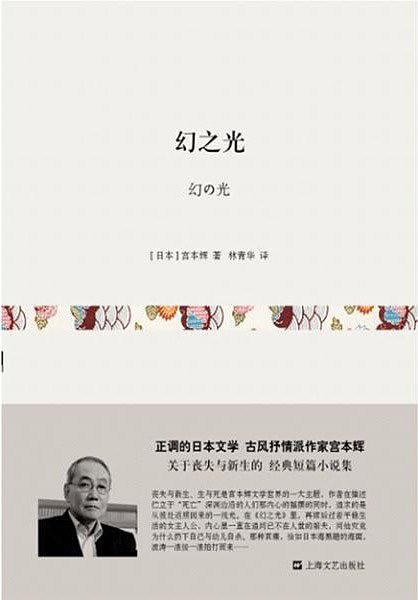 幻之光
幻の光
［日本］宫本辉 著 林青华 译
正调的日本文学 古风抒情派作家宫本辉
关于丧失与新生的 经典短篇小说集
丧失与新生、生与死是宫本辉文学世界的一大主题，作者在描述
伫立于“死亡”深渊边沿的人们那内心的摇摆的同时，追求的是
从彼处返照回来的一线光。在《幻之光》里，再嫁后过着平稳生
活的女主人公，内心里一直在追问已不在人世的前夫，问他究竟
为什么扔下自己与幼儿自杀。那种哀痛，恰如日本海黑黯的海面，
波涛一浪接一浪拍打而来——
上海文艺出版社